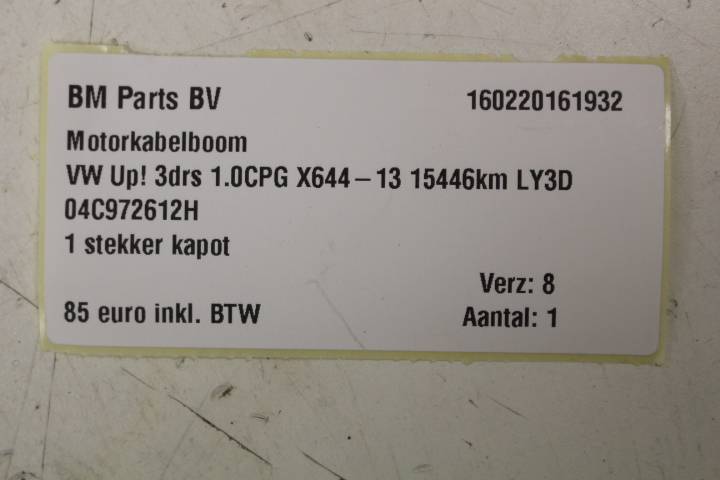 BM Parts BV 160220161932
Motorkabelboom
VW Up! 3drs 1.0CPG X644-13 15446km LY3D
04C972612H
1 stekker kapot
Verz: 8
85 euro inkl. BTW Aantal: 1